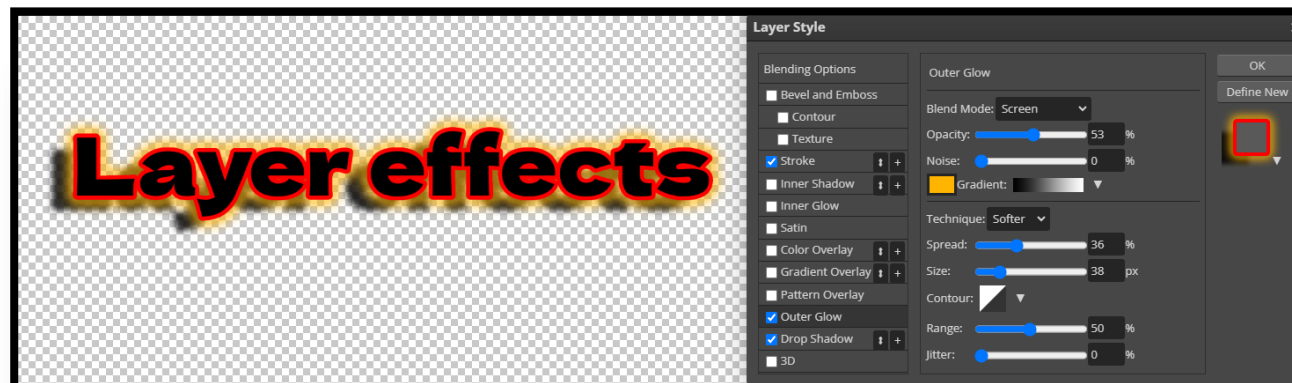 Layer effects
Layer Style
Blending Options
Bevel and Emboss
Contour
Texture
Stroke
+
Inner Shadow
+
Inner Glow
Satin
Color Overlay
+
Gradient Overlay
+
Pattern Overlay
Outer Glow
Drop Shadow
+
3D
Outer Glow
Blend Mode: Screen
Opacity: 53 %
Noise: 0 %
Gradient:
Technique: Softer
Spread: 36 %
Size: 38 px
Contour:
Range: 50 %
Jitter: 0 %
OK
Define New